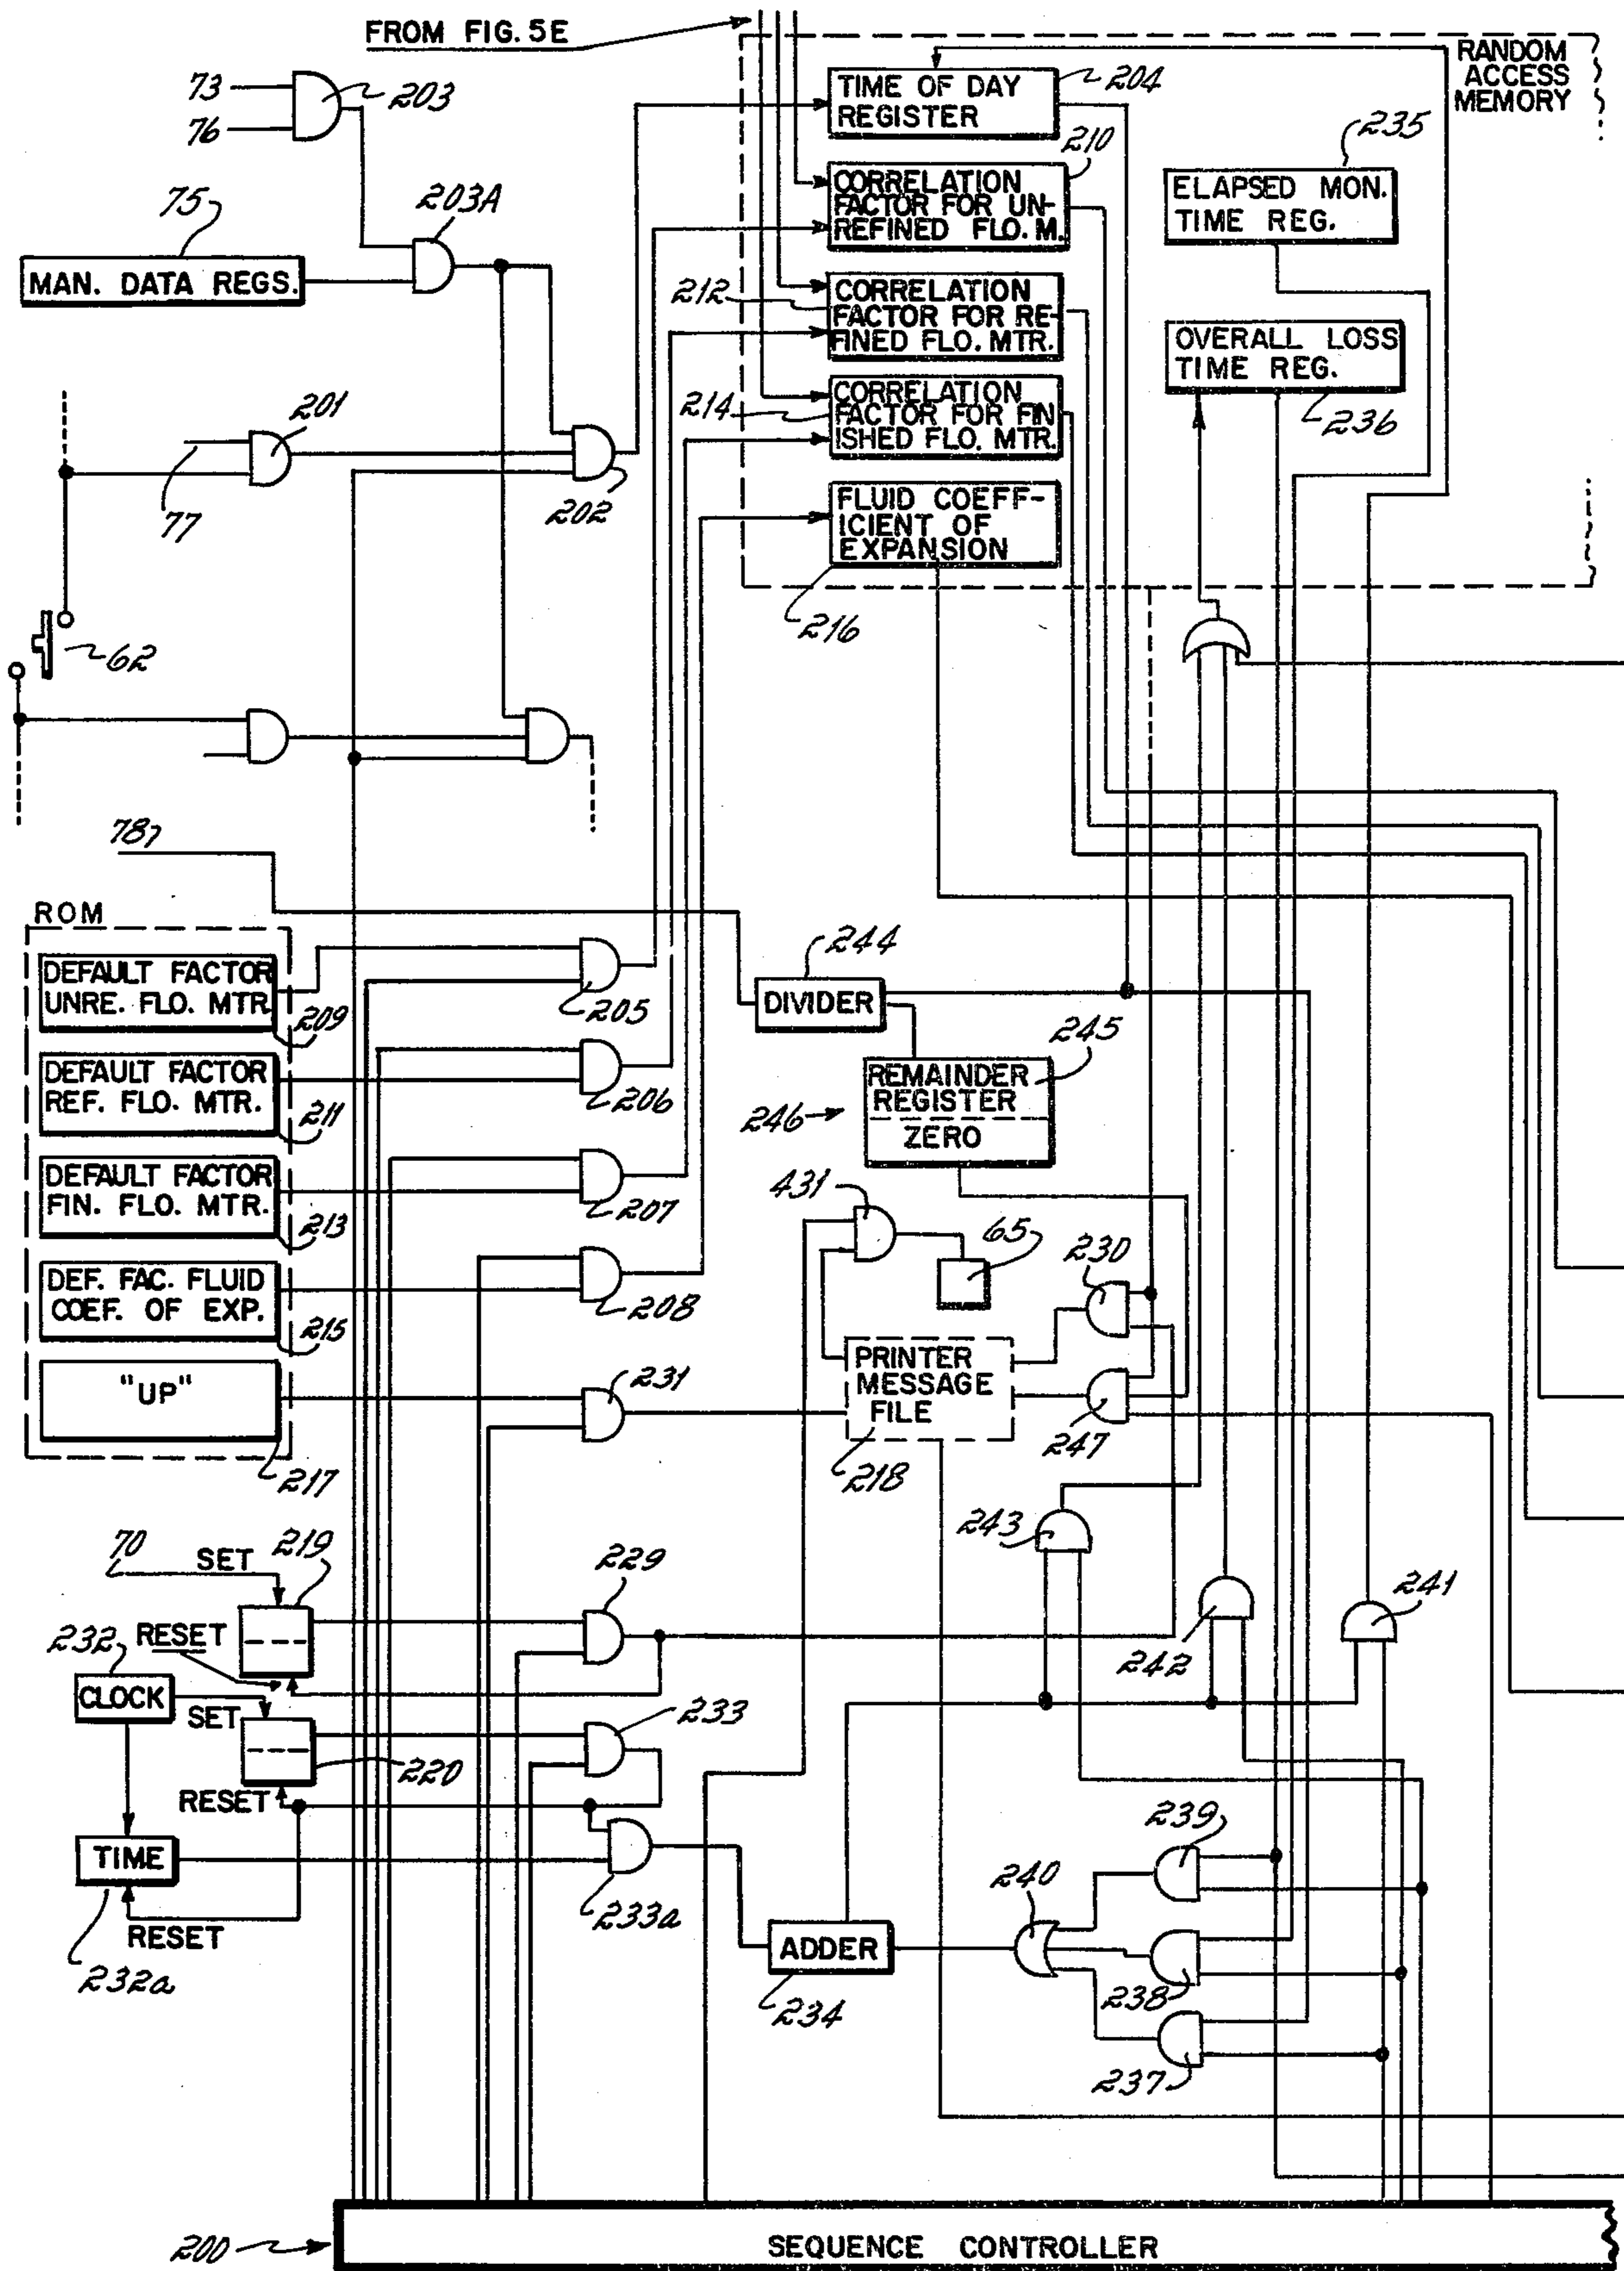 FROM FIG. 5E
RANDOM
ACCESS
MEMORY
73
76
203
TIME OF DAY
REGISTER
204
210
235
CORRELATION
FACTOR FOR UN-
REFINED FLO. M.
ELAPSED MON.
TIME REG.
75
203A
MAN. DATA REGS.
212
CORRELATION
FACTOR FOR RE-
FINED FLO. MTR.
OVERALL LOSS
TIME REG.
236
201
77
202
214
CORRELATION
FACTOR FOR FIN
ISHED FLO. MTR.
FLUID COEFF-
ICIENT OF
EXPANSION
216
62
78
ROM
DEFAULT FACTOR
UNRE. FLO. MTR.
209
205
244
DIVIDER
DEFAULT FACTOR
REF. FLO. MTR.
211
206
245
REMAINDER
REGISTER
ZERO
246
DEFAULT FACTOR
FIN. FLO. MTR.
213
207
431
65
230
DEF. FAC. FLUID
COEF. OF EXP.
215
208
"UP"
217
231
PRINTER
MESSAGE
FILE
218
247
243
70
SET
219
229
241
232
RESET
242
CLOCK
SET
220
233
RESET
TIME
233a
239
240
RESET
232a
ADDER
234
238
237
200
SEQUENCE CONTROLLER